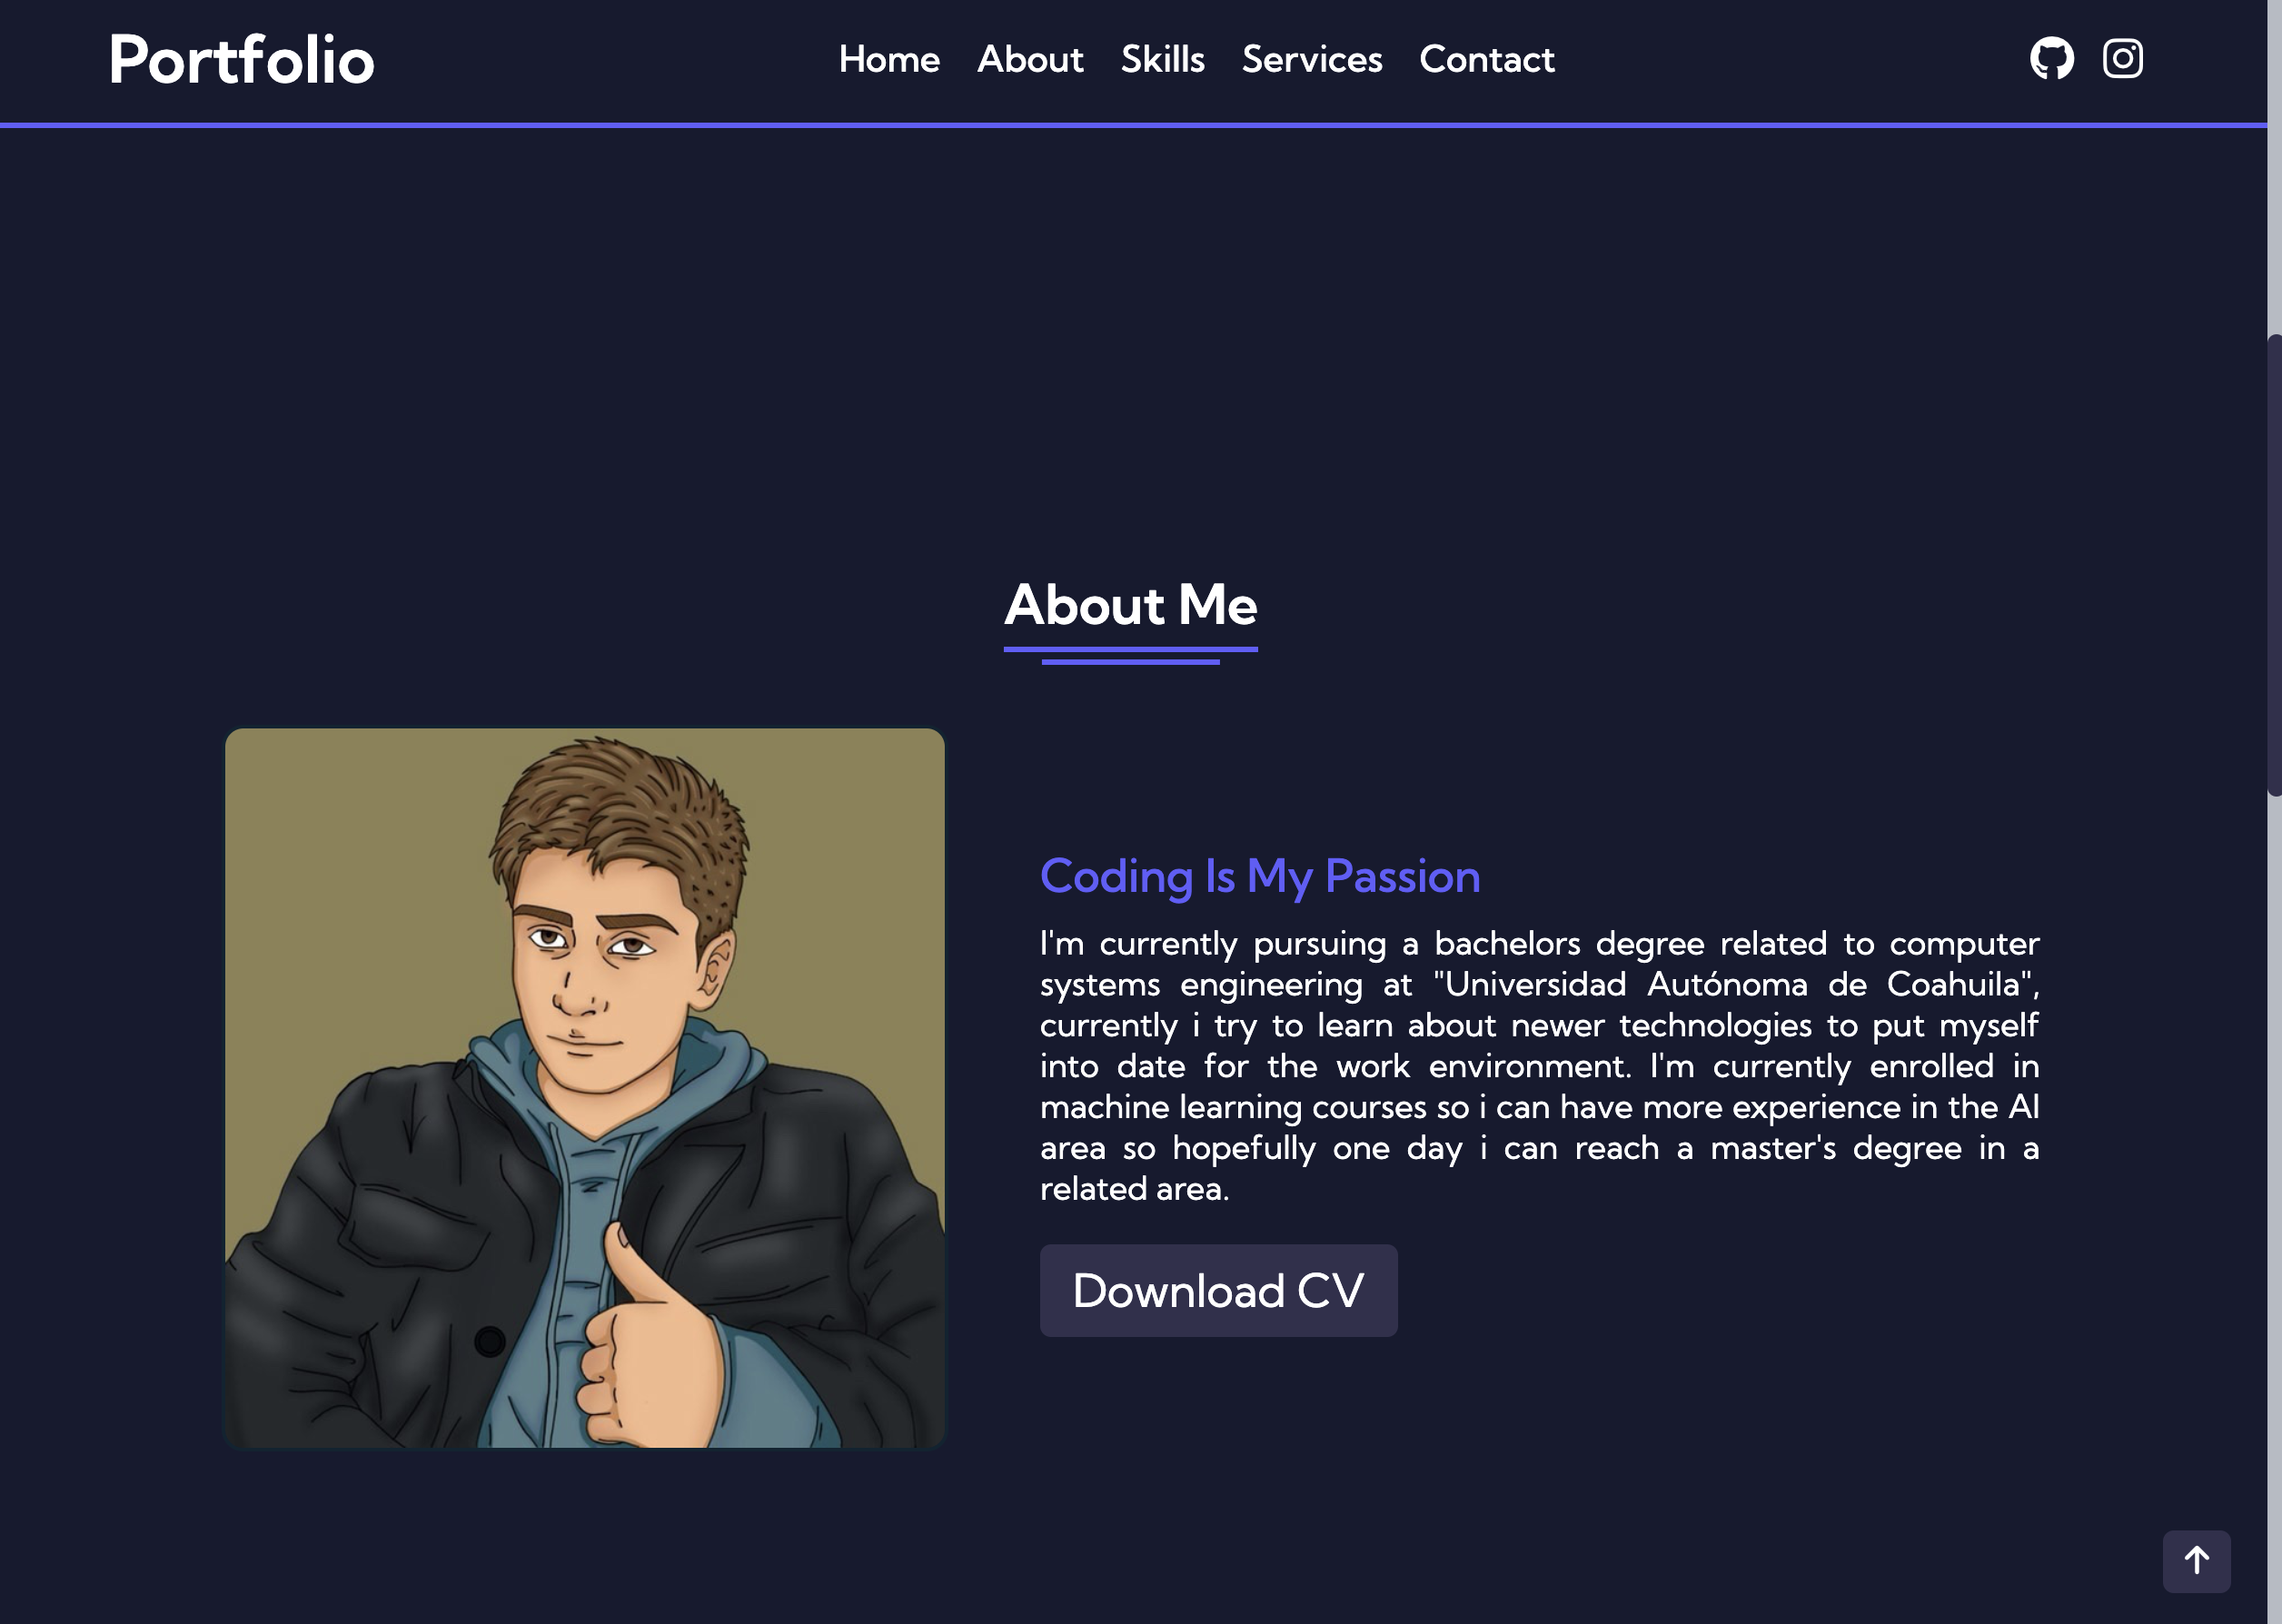 Portfolio
Home About Skills Services Contact
About Me
Coding Is My Passion
I'm currently pursuing a bachelors degree related to computer
systems engineering at "Universidad Autónoma de Coahuila",
currently i try to learn about newer technologies to put myself
into date for the work environment. I'm currently enrolled in
machine learning courses so i can have more experience in the AI
area so hopefully one day i can reach a master's degree in a
related area.
Download CV